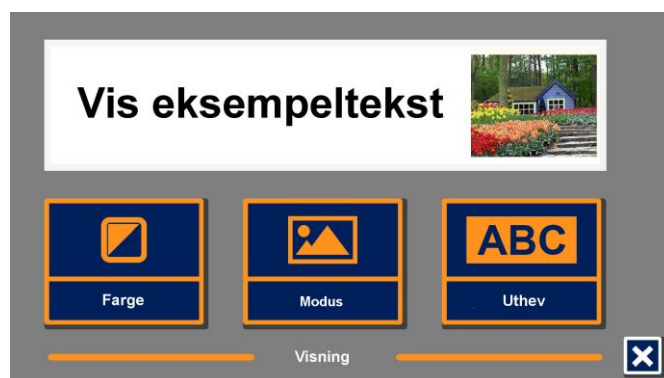 Vis eksempeltekst
ABC
Farge
Modus
Uthev
Visning